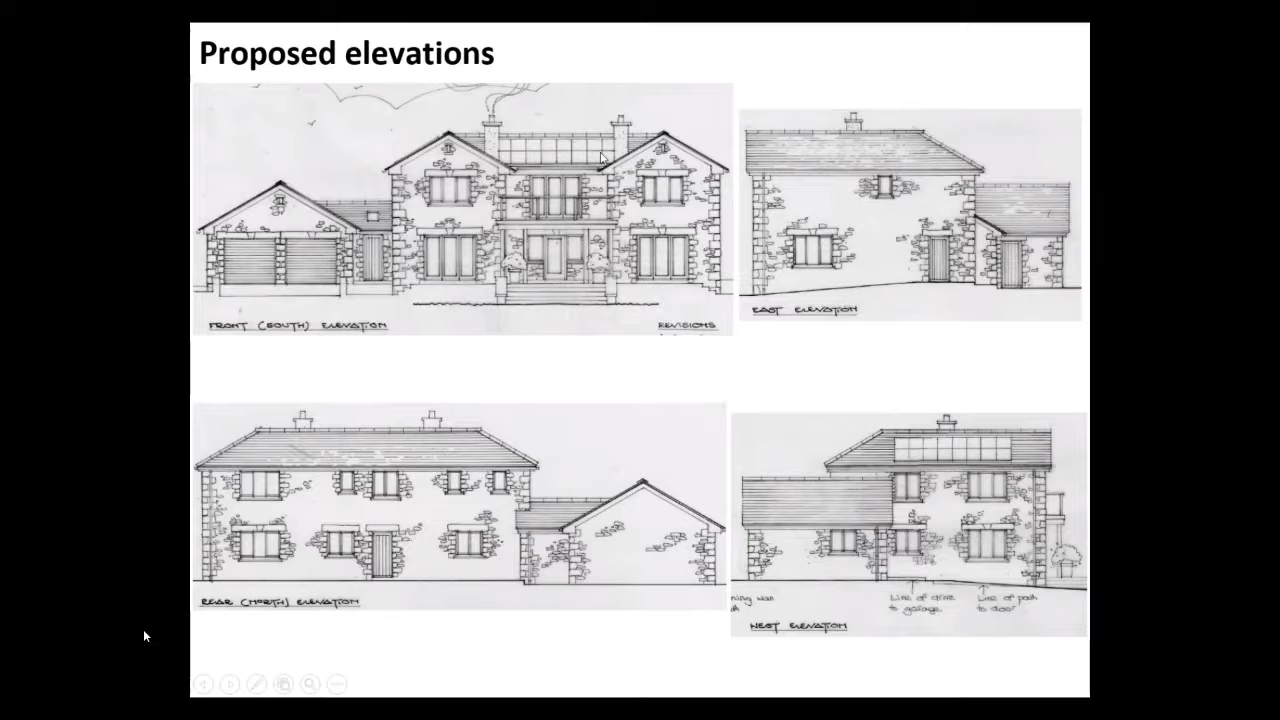 Proposed elevations
FRONT (SOUTH) ELEVATION
REVISIONS
EAST ELEVATION
REAR (NORTH) ELEVATION
Line of drive
to garage
Line of path
to door
WEST ELEVATION